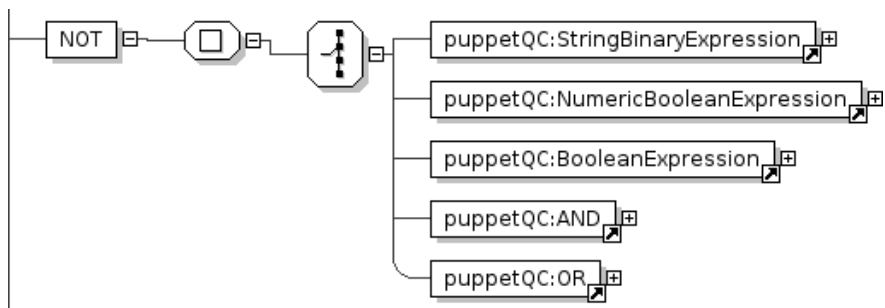 NOT
puppetQC:StringBinaryExpression
puppetQC:NumericBooleanExpression
puppetQC:BooleanExpression
puppetQC:AND
puppetQC:OR